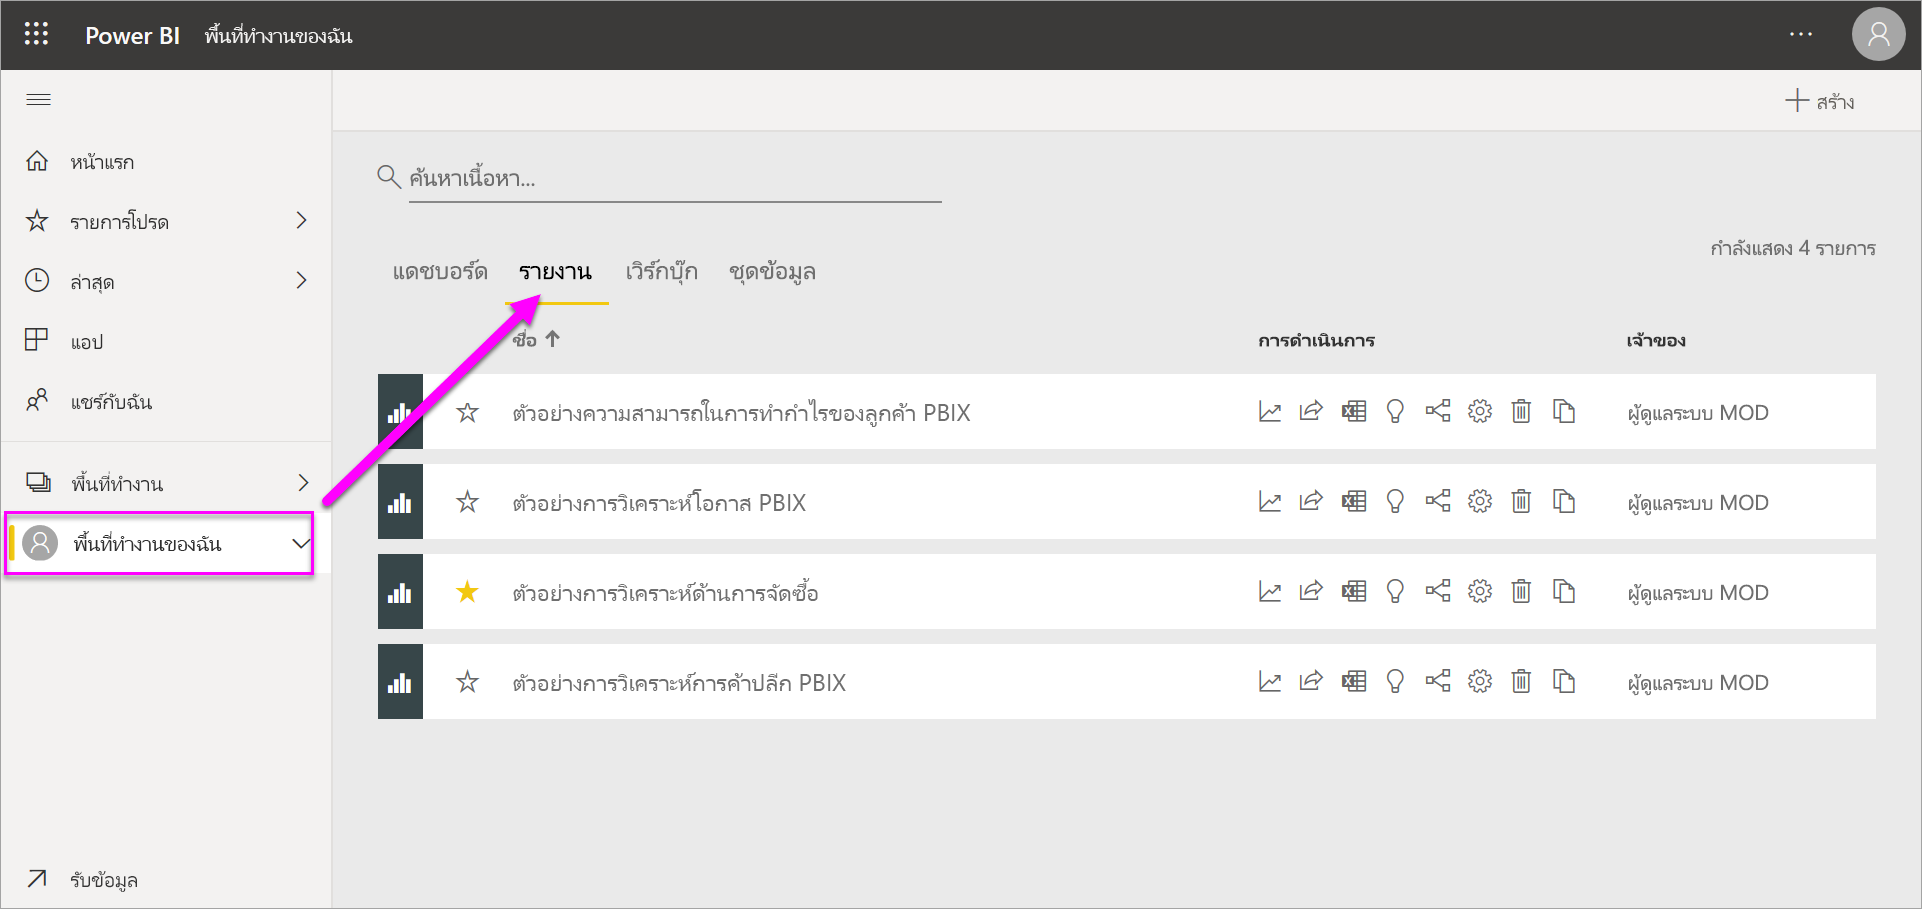 Power BI พื้นที่ทำงานของฉัน
สร้าง
หน้าแรก
รายการโปรด
ล่าสุด
แอป
แชร์กับฉัน
พื้นที่ทำงาน
พื้นที่ทำงานของฉัน
รับข้อมูล
ค้นหาเนื้อหา...
กำลังแสดง 4 รายการ
แดชบอร์ด รายงาน เวิร์กบุ๊ก ชุดข้อมูล
ชื่อ การดำเนินการ เจ้าของ
ตัวอย่างความสามารถในการทำกำไรของลูกค้า PBIX ผู้ดูแลระบบ MOD
ตัวอย่างการวิเคราะห์โอกาส PBIX ผู้ดูแลระบบ MOD
ตัวอย่างการวิเคราะห์ด้านการจัดซื้อ ผู้ดูแลระบบ MOD
ตัวอย่างการวิเคราะห์การค้าปลีก PBIX ผู้ดูแลระบบ MOD